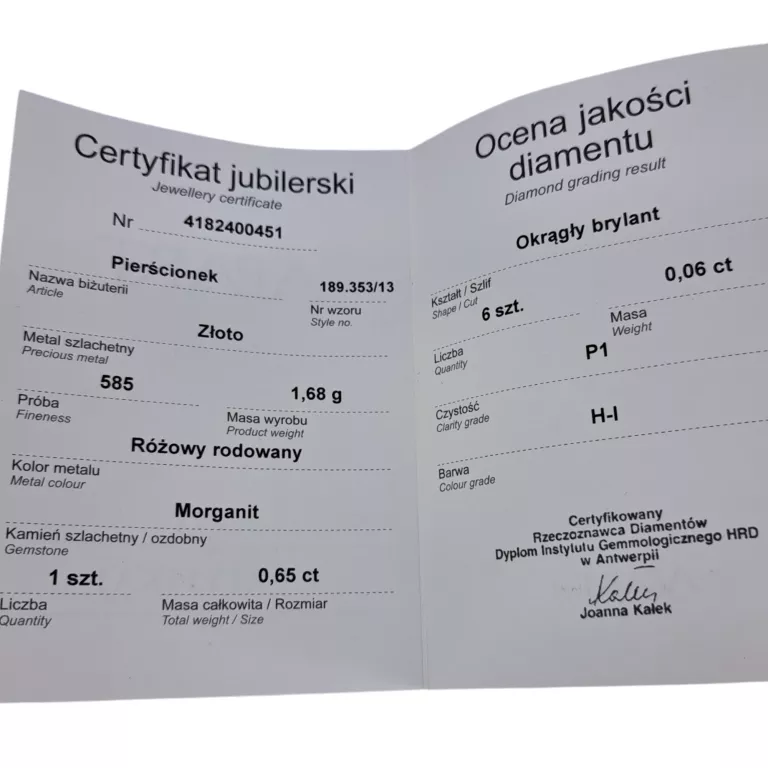 Certyfikat jubilerski
Jewellery certificate
Nr 4182400451
Pierścionek 189.353/13
Nazwa biżuterii Nr wzoru
Article Style no.
Złoto
Metal szlachetny
Precious metal
585 1,68 g
Próba Masa wyrobu
Fineness Product weight
Różowy rodowany
Kolor metalu
Metal colour
Morganit
Kamień szlachetny / ozdobny
Gemstone
1 szt. 0,65 ct
Liczba Masa całkowita / Rozmiar
Quantity Total weight / Size
Ocena jakości
diamentu
Diamond grading result
Okrągły brylant
Kształt / Szlif
Shape / Cut
6 szt. 0,06 ct
Liczba Masa
Quantity Weight
P1
Czystość
Clarity grade
H-I
Barwa
Colour grade
Certyfikowany
Rzeczoznawca Diamentów
Dyplom Instytutu Gemmologicznego HRD
w Antwerpii
Joanna Kałek